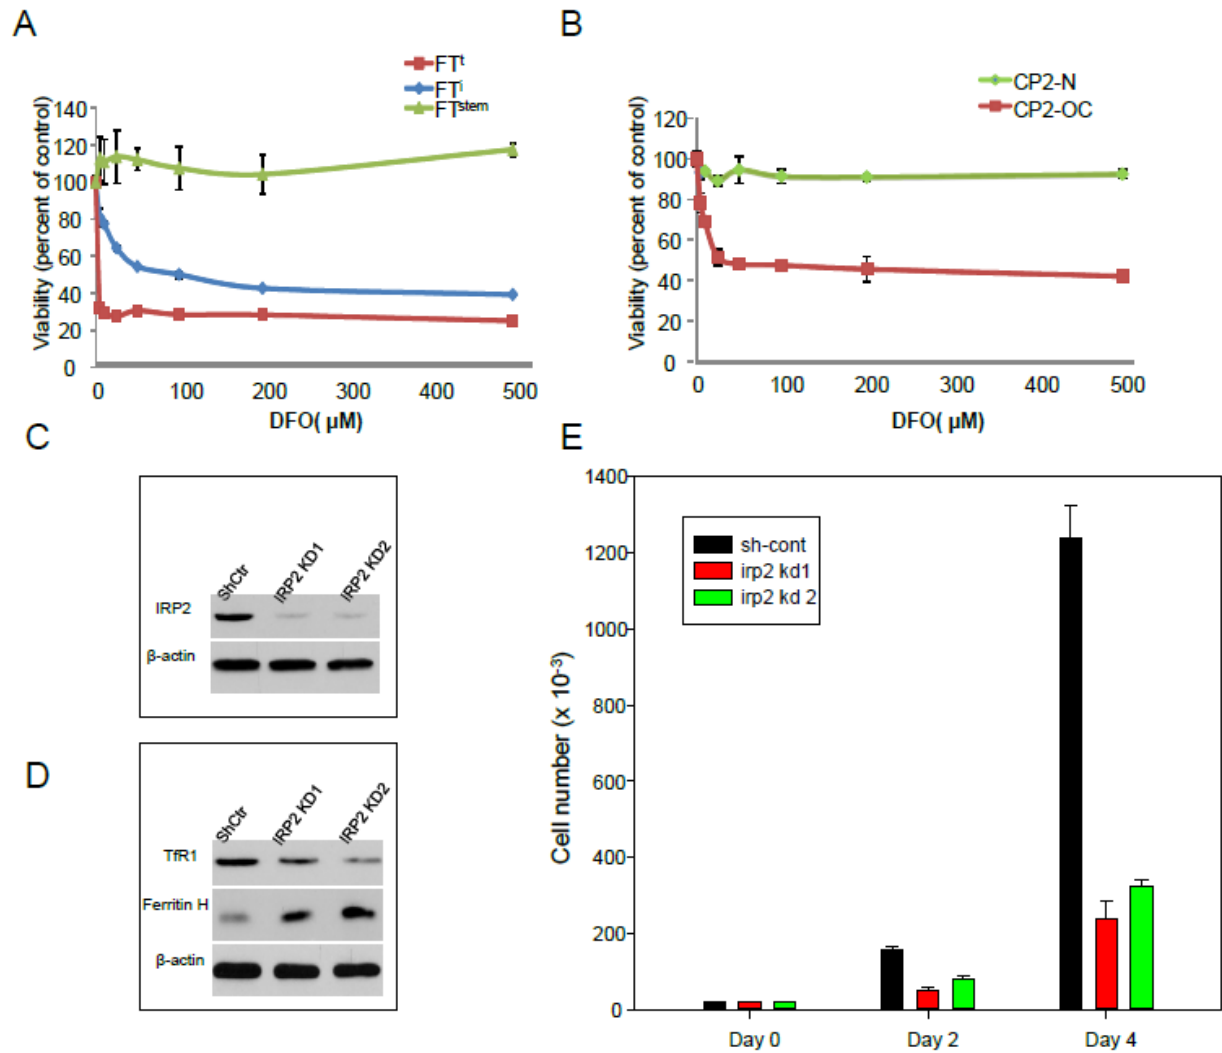 A
FTᵗ
FTⁱ
FTˢᵗᵉᵐ
Viability (percent of control)
140
120
100
80
60
40
20
0
0 100 200 300 400 500
DFO( µM)
B
CP2-N
CP2-OC
Viability (percent of control)
120
100
80
60
40
20
0
0 100 200 300 400 500
DFO( µM)
C
ShCtr IRP2 KD1 IRP2 KD2
IRP2
β-actin
D
ShCtr IRP2 KD1 IRP2 KD2
TfR1
Ferritin H
β-actin
E
sh-cont
irp2 kd1
irp2 kd 2
Cell number (x 10⁻³)
1400
1200
1000
800
600
400
200
0
Day 0 Day 2 Day 4